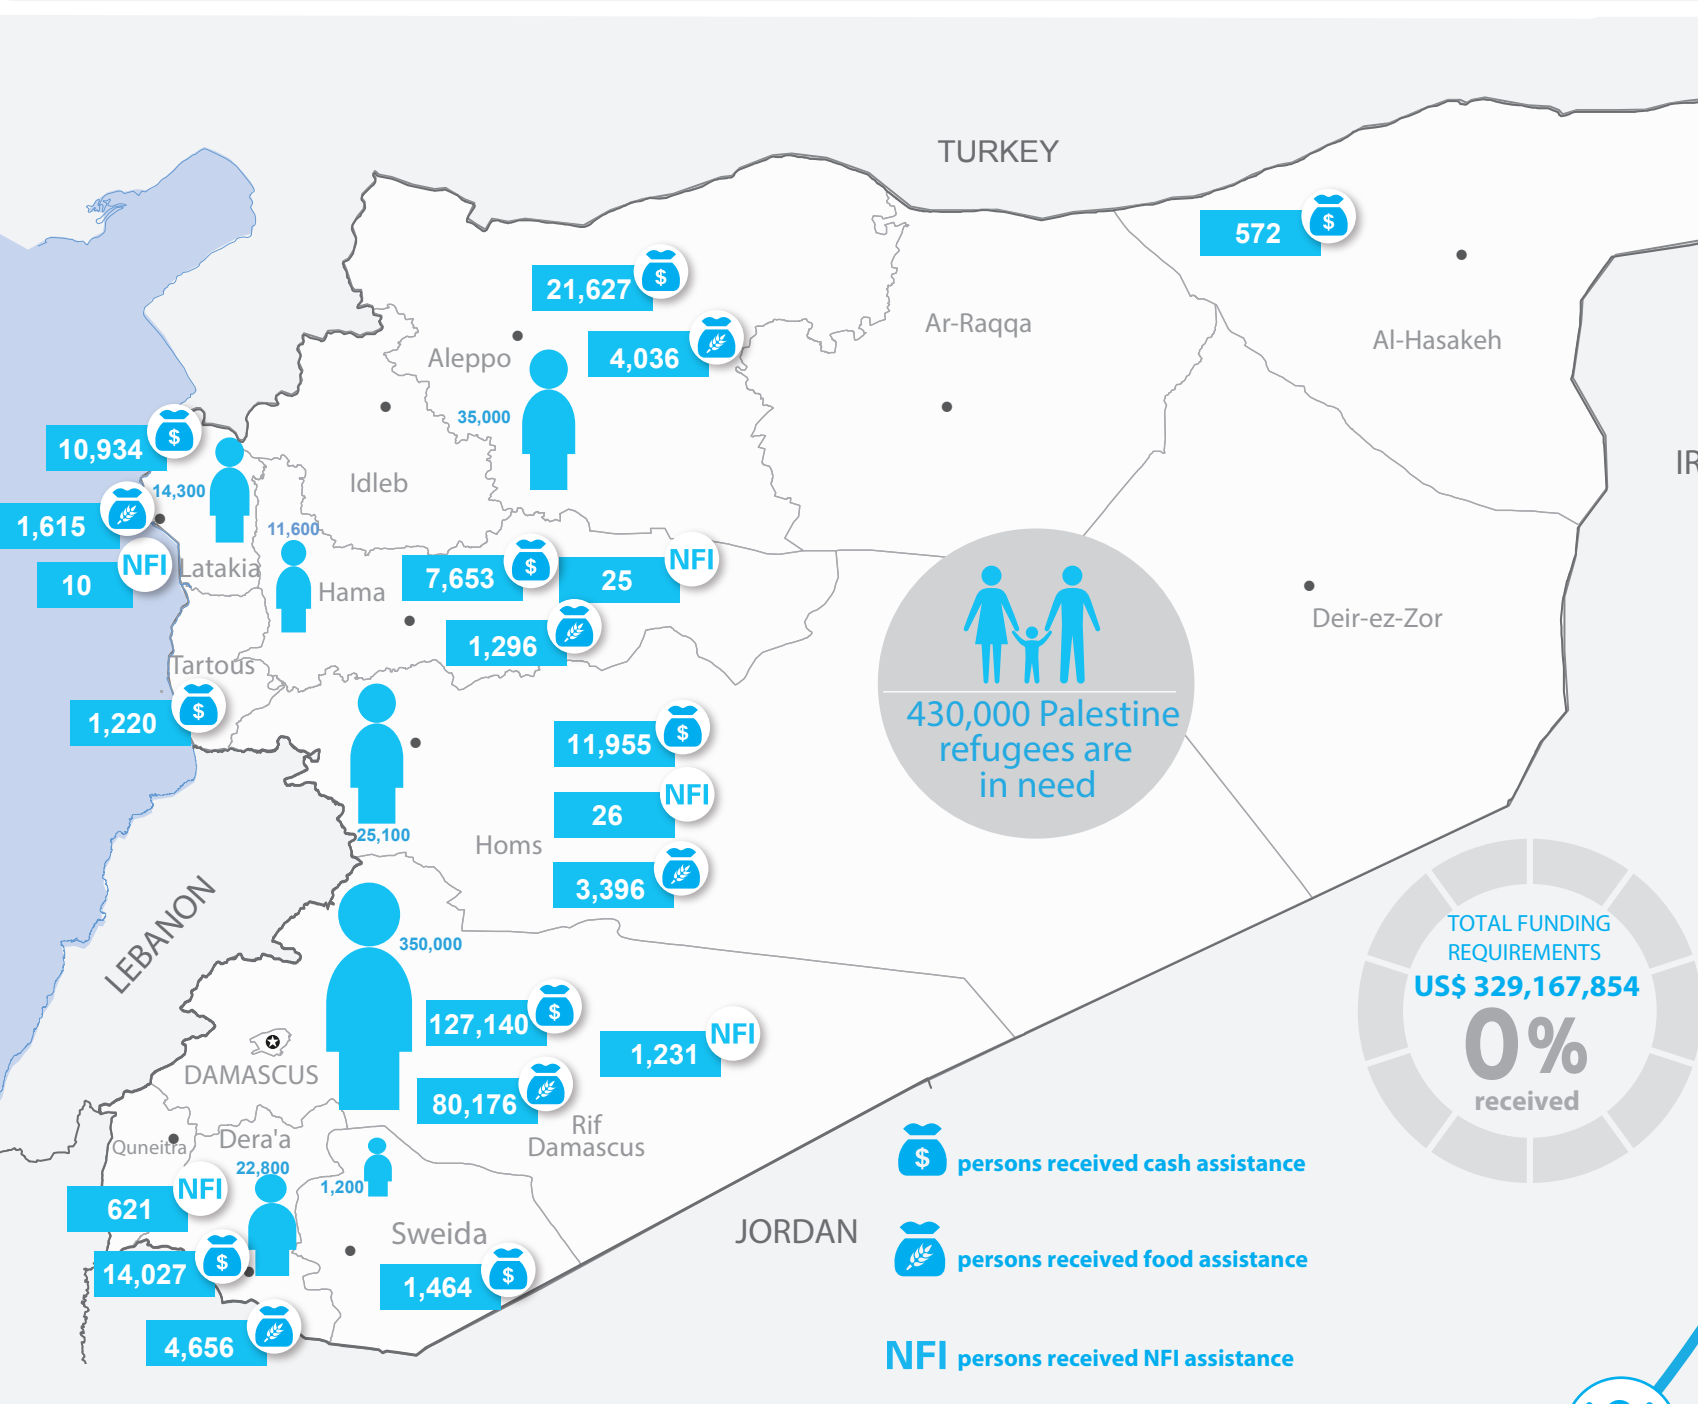 TURKEY
572
$
21,627
$
Ar-Raqqa
Al-Hasakeh
4,036
Aleppo
35,000
10,934
$
14,300
Idleb
IR
1,615
11,600
NFI
10
Latakia
Hama
7,653
$
25
NFI
1,296
Deir-ez-Zor
Tartous
1,220
$
430,000 Palestine
refugees are
in need
11,955
$
26
NFI
25,100
Homs
3,396
LEBANON
350,000
TOTAL FUNDING
REQUIREMENTS
US$ 329,167,854
0%
received
127,140
$
1,231
NFI
DAMASCUS
80,176
Rif
Damascus
Quneitra
Dera'a
22,800
1,200
621
NFI
14,027
$
Sweida
1,464
$
4,656
JORDAN
$
persons received cash assistance
persons received food assistance
NFI persons received NFI assistance